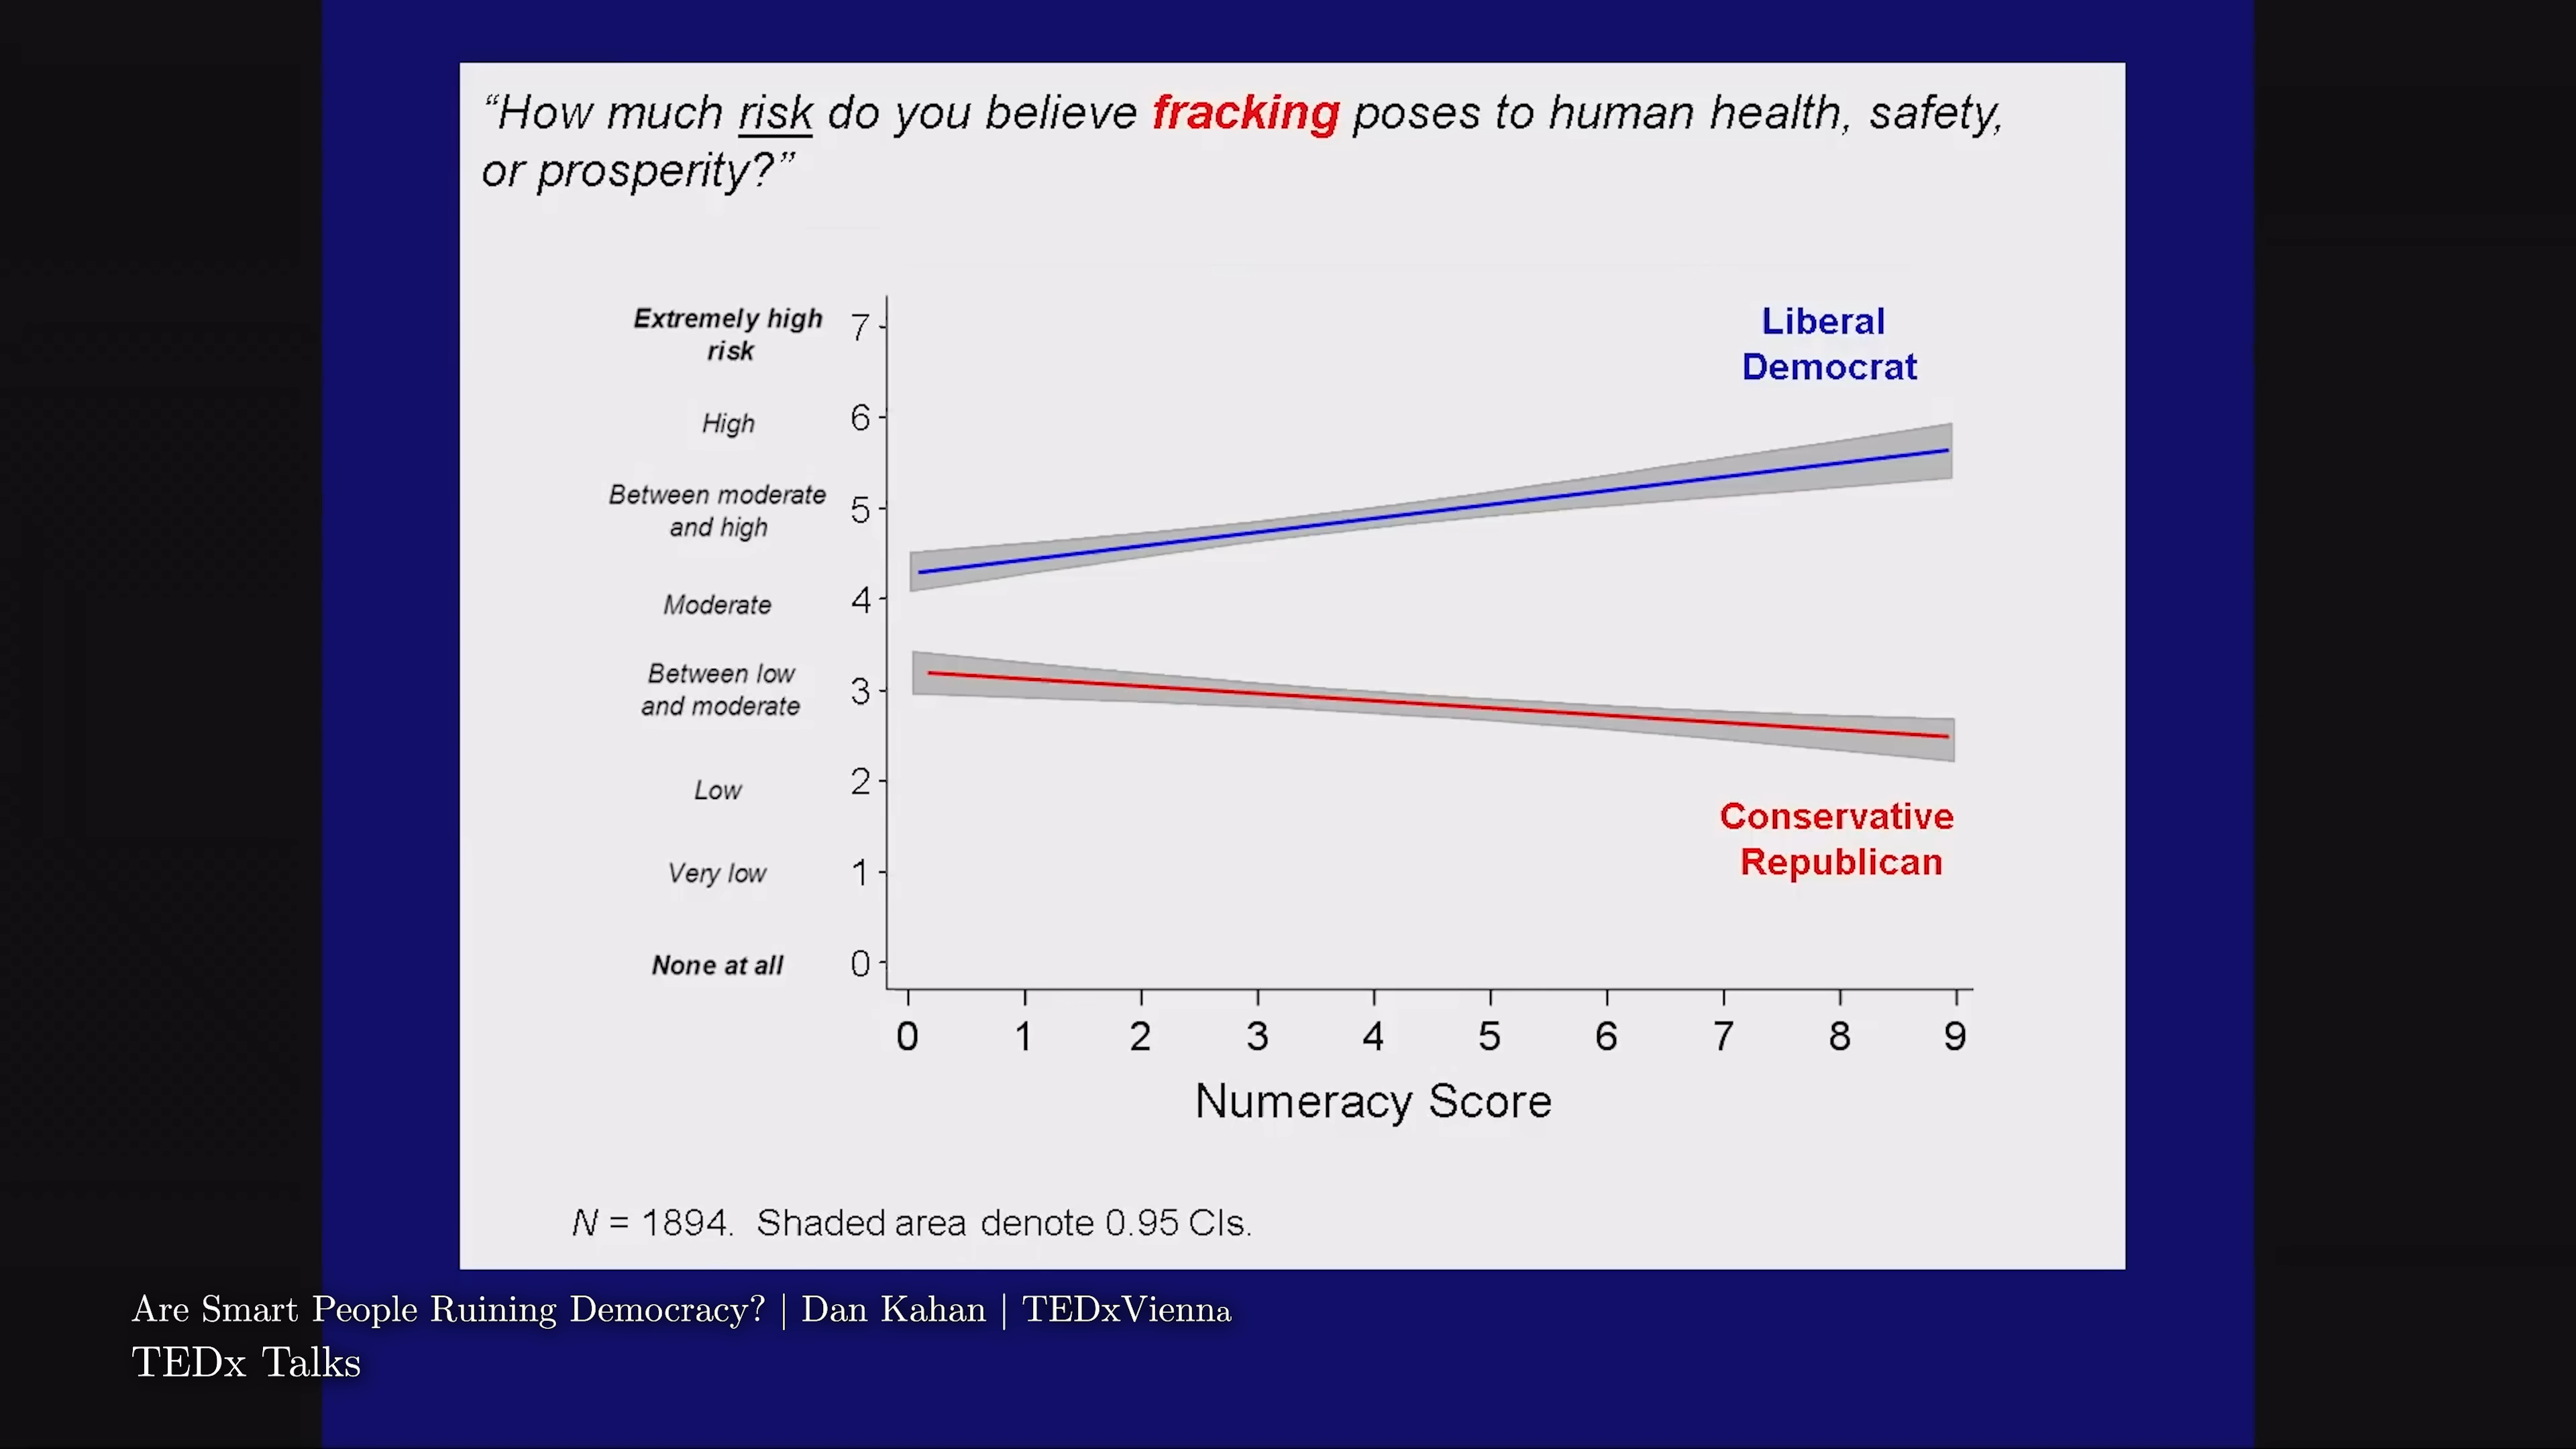 “How much risk do you believe fracking poses to human health, safety,
or prosperity?”
Extremely high
risk
7
Liberal
Democrat
High
6
Between moderate
and high
5
Moderate
4
Between low
and moderate
3
Low
2
Conservative
Republican
Very low
1
None at all
0
0 1 2 3 4 5 6 7 8 9
Numeracy Score
N = 1894. Shaded area denote 0.95 CIs.
Are Smart People Ruining Democracy? | Dan Kahan | TEDxVienna
TEDx Talks